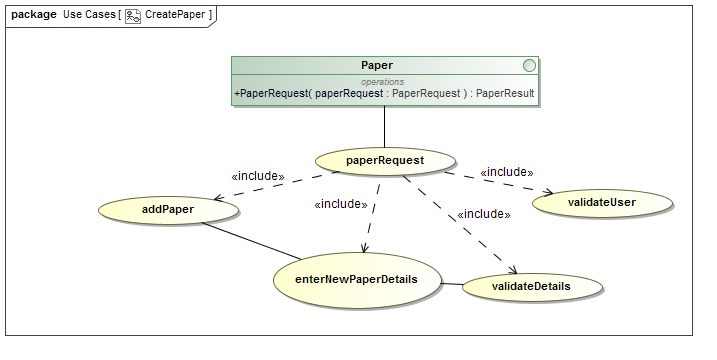 package Use Cases [ CreatePaper ]
Paper
operations
+PaperRequest( paperRequest : PaperRequest ) : PaperResult
paperRequest
«include»
«include»
«include»
«include»
validateUser
addPaper
enterNewPaperDetails
validateDetails